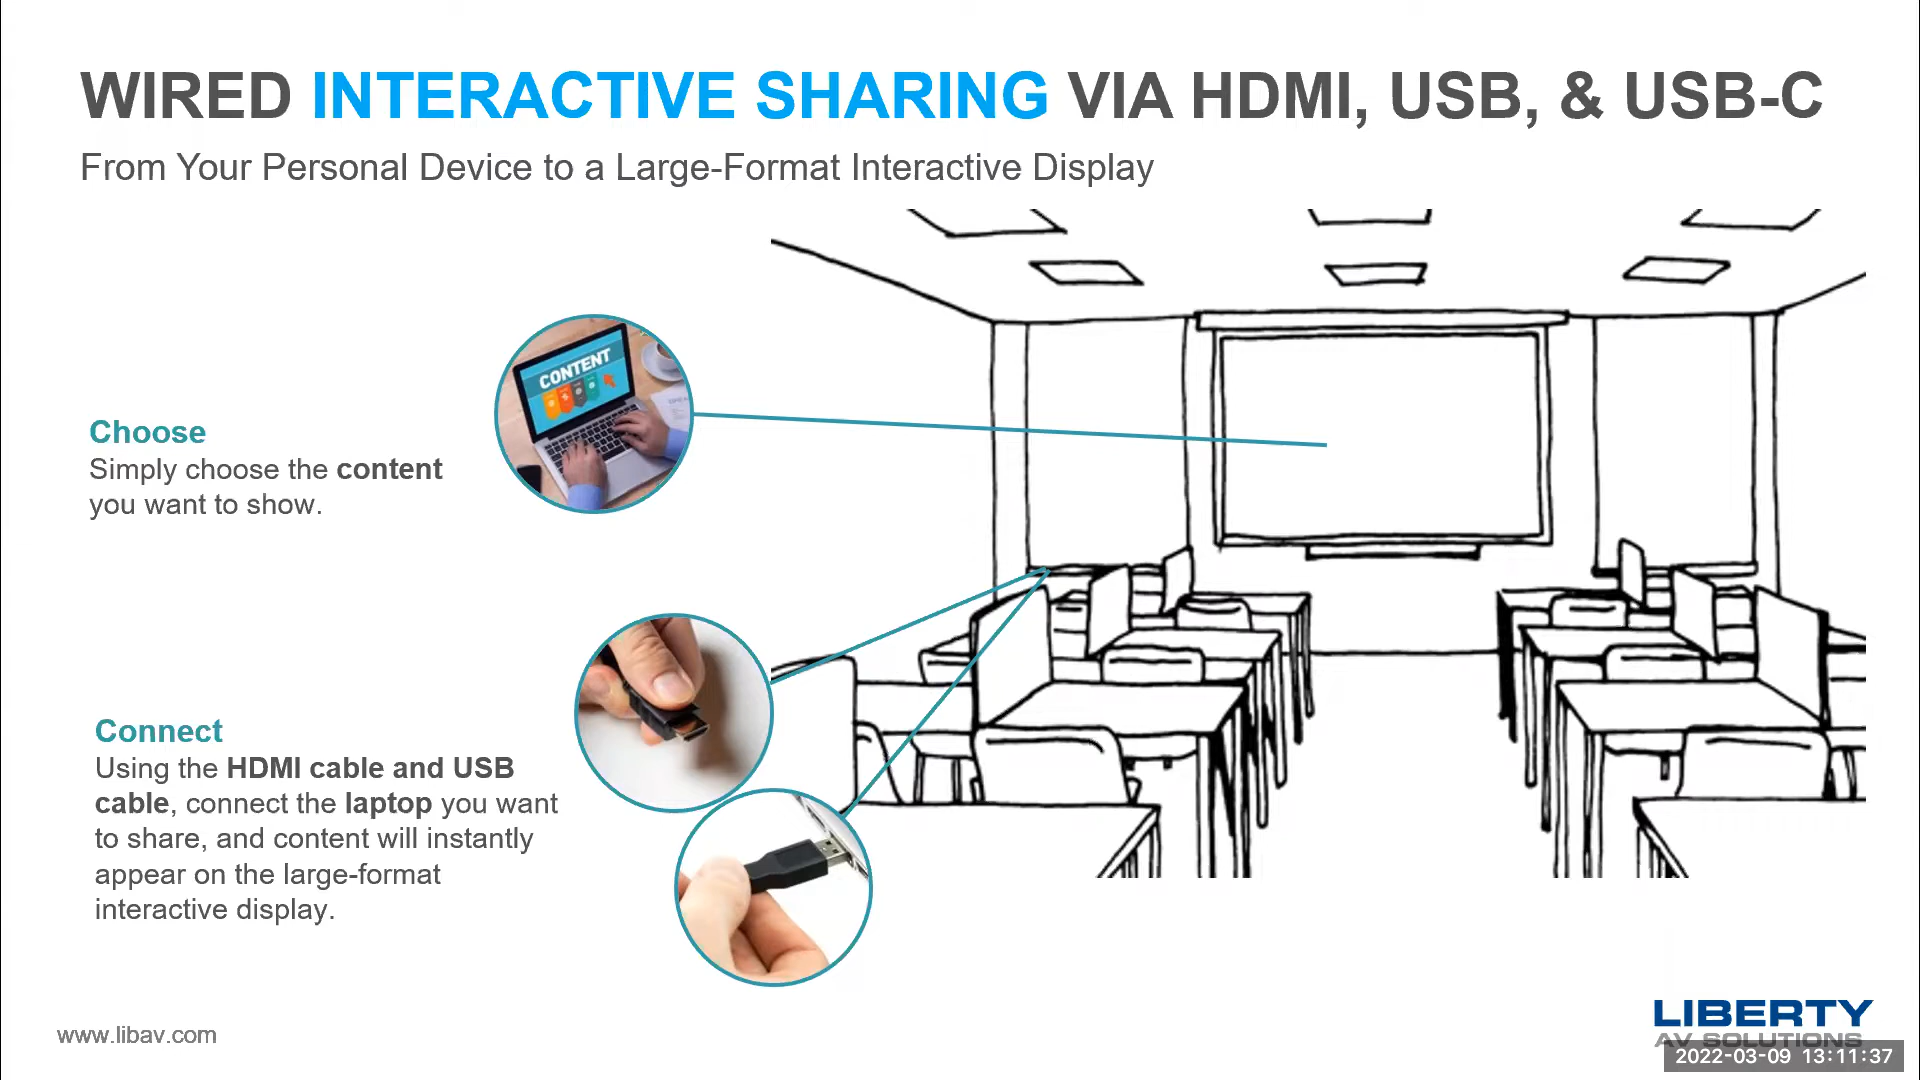 WIRED INTERACTIVE SHARING VIA HDMI, USB, & USB-C
From Your Personal Device to a Large-Format Interactive Display
CONTENT
Choose
Simply choose the content
you want to show.
Connect
Using the HDMI cable and USB
cable, connect the laptop you want
to share, and content will instantly
appear on the large-format
interactive display.
www.libav.com
LIBERTY
AV SOLUTIONS
2022-03-09 13:11:37